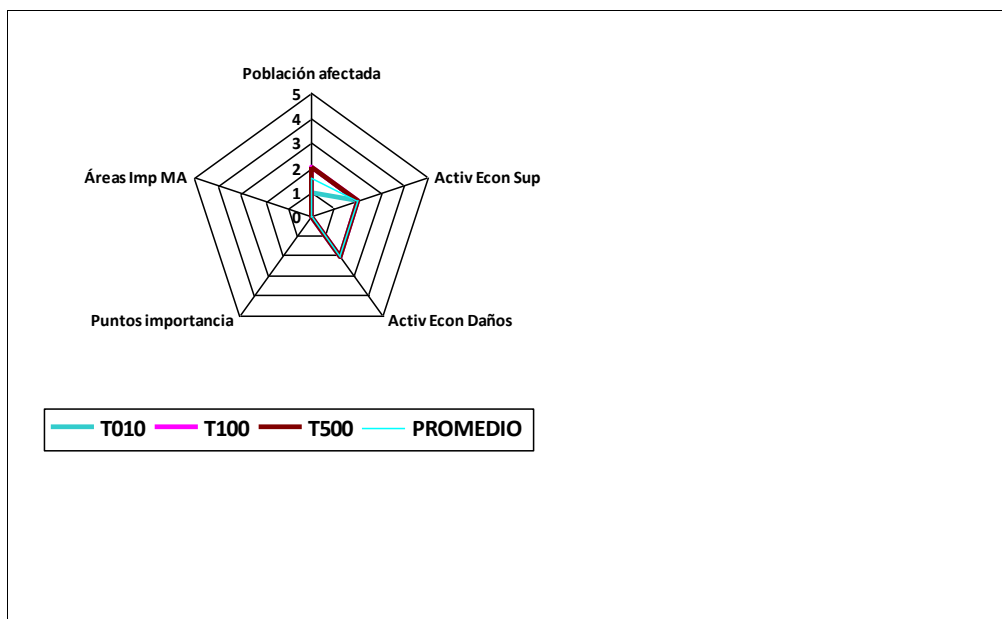 Población afectada
5
4
3
2
1
0
Áreas Imp MA
Activ Econ Sup
Puntos importancia
Activ Econ Daños
T010 T100 T500 PROMEDIO